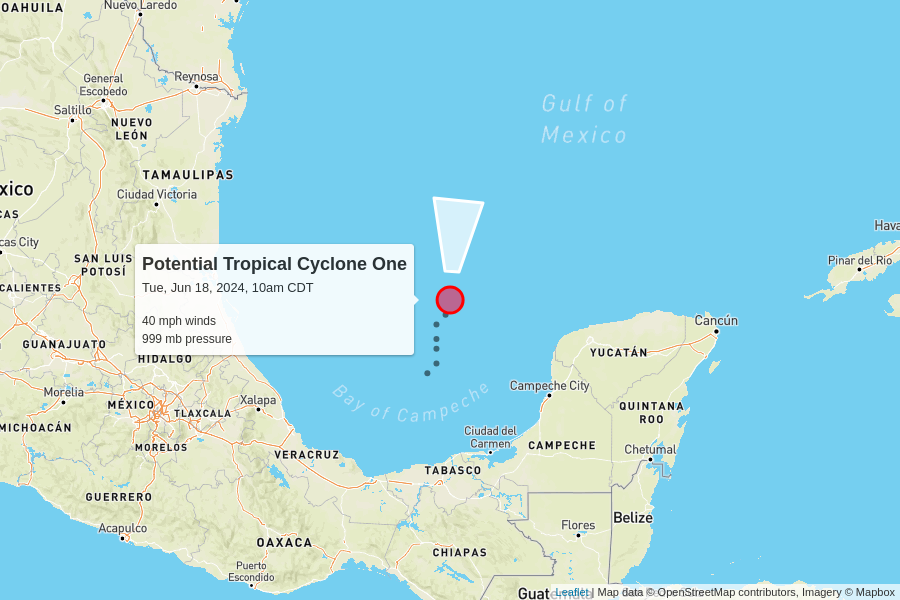 OAHUILA
Nuevo Laredo
General
Escobedo
Reynosa
Saltillo
NUEVO
LEÓN
Gulf of
Mexico
TAMAULIPAS
xico
Ciudad Victoria
CAS
cas City
Hava
SAN LUIS
POTOSÍ
Pinar del Río
CALIENTES
Potential Tropical Cyclone One
Tue, Jun 18, 2024, 10am CDT
40 mph winds
999 mb pressure
Cancún
GUANAJUATO
HIDALGO
YUCATÁN
Morelia
MÉXICO
TLAXCALA
Xalapa
Bay of Campeche
Campeche City
QUINTANA
ROO
MICHOACÁN
MORELOS
VERACRUZ
Ciudad del
Carmen
CAMPECHE
Chetumal
TABASCO
GUERRERO
Acapulco
OAXACA
CHIAPAS
Flores
Belize
Puerto
Escondido
Guatemala
Leaflet | Map data © OpenStreetMap contributors, Imagery © Mapbox